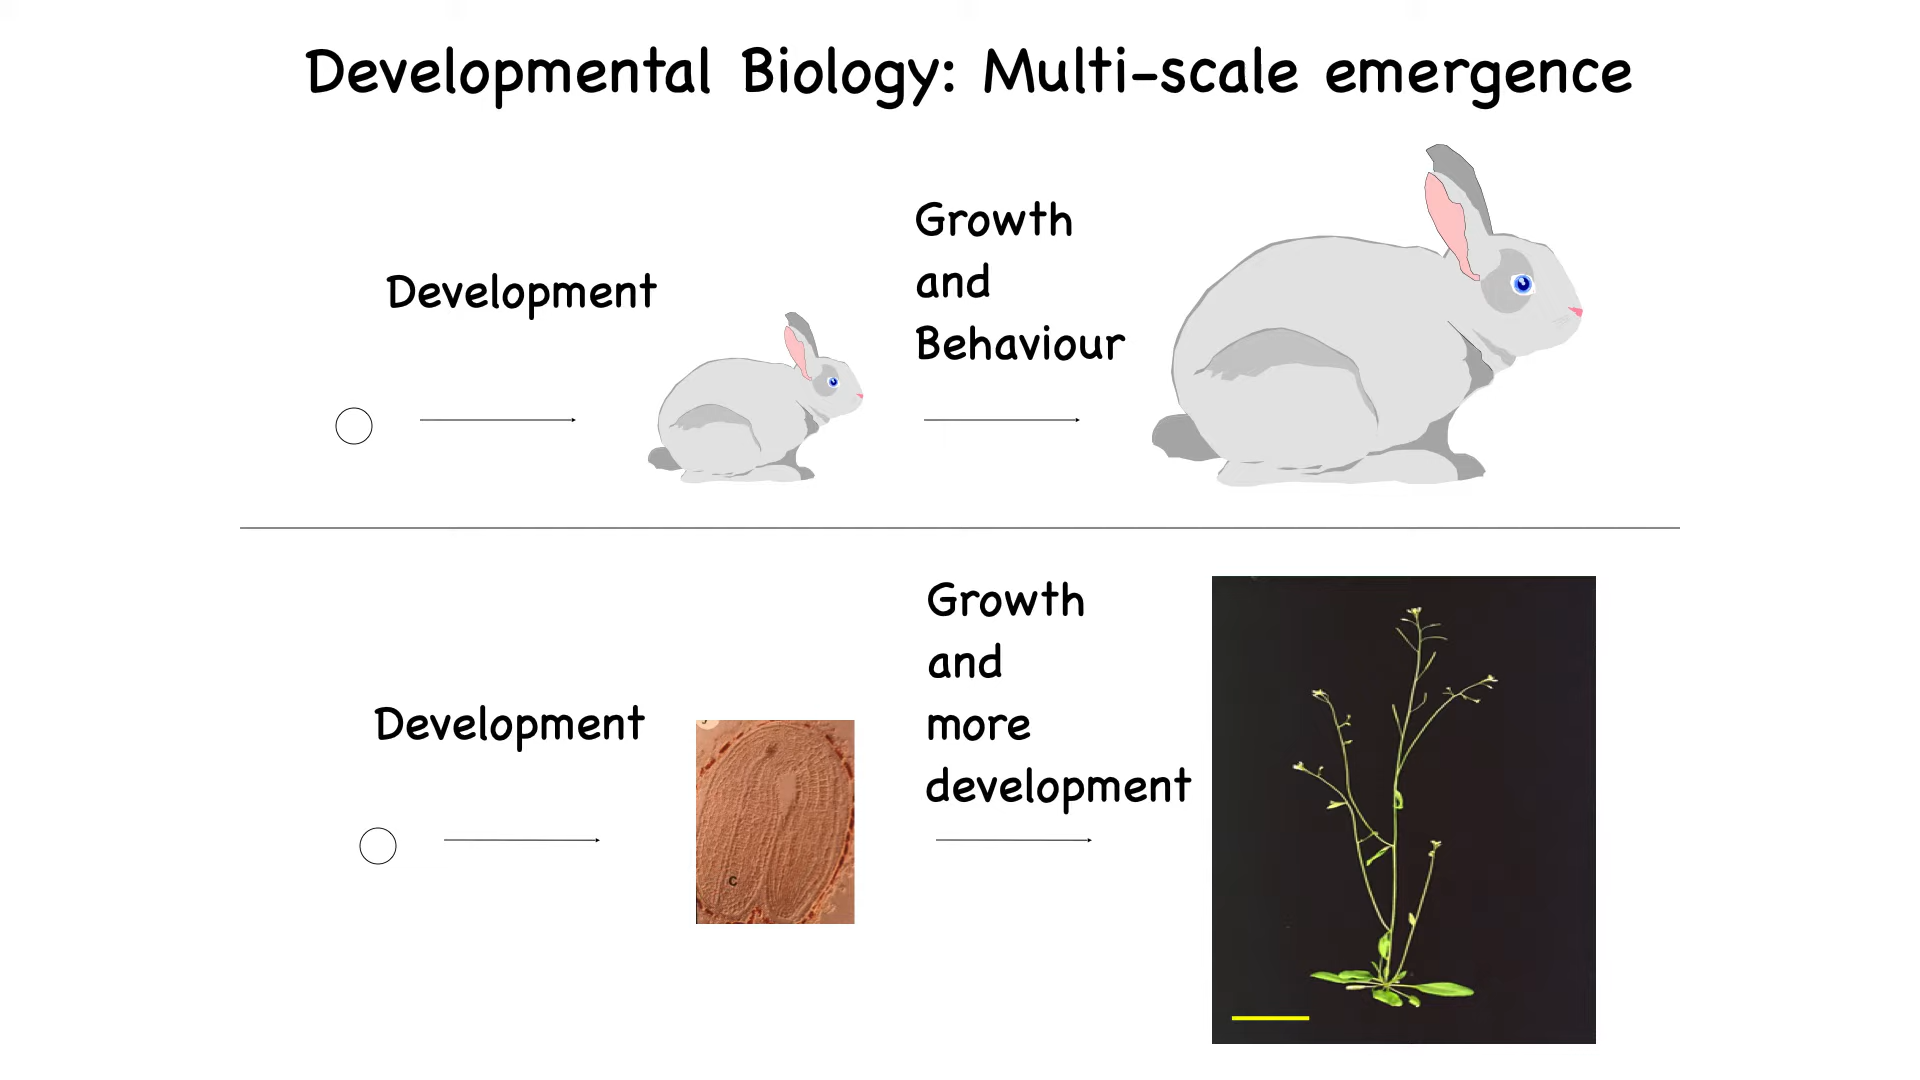 Developmental Biology: Multi-scale emergence
Development
Growth
and
Behaviour
Development
Growth
and
more
development
c